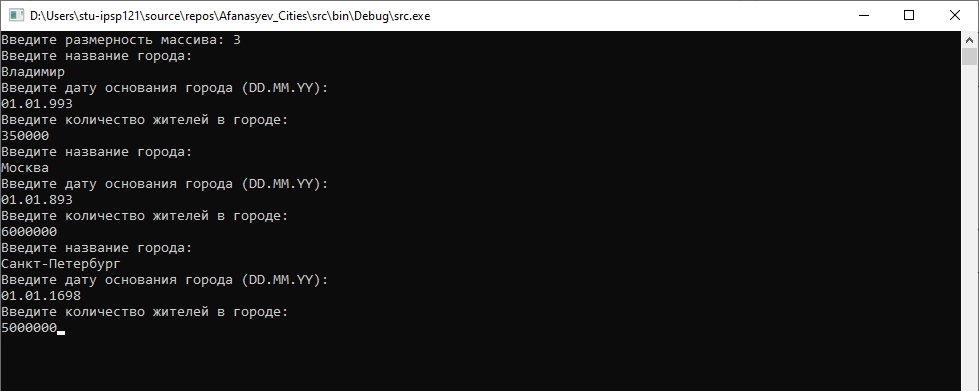 D:\Users\stu-ipsp121\source\repos\Afanasyev_Cities\src\bin\Debug\src.exe
Введите размерность массива: 3
Введите название города:
Владимир
Введите дату основания города (DD.MM.YY):
01.01.993
Введите количество жителей в городе:
350000
Введите название города:
Москва
Введите дату основания города (DD.MM.YY):
01.01.893
Введите количество жителей в городе:
6000000
Введите название города:
Санкт-Петербург
Введите дату основания города (DD.MM.YY):
01.01.1698
Введите количество жителей в городе:
5000000